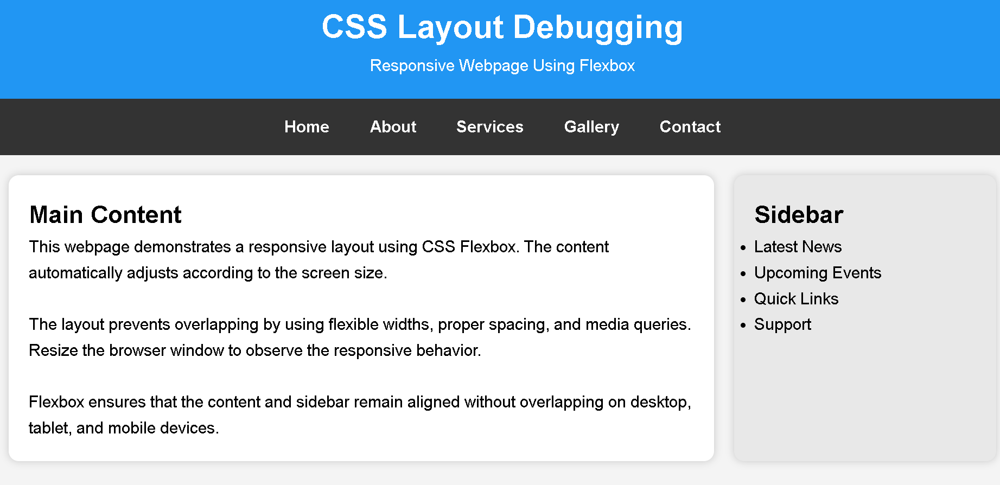 CSS Layout Debugging
Responsive Webpage Using Flexbox
Home About Services Gallery Contact
Main Content
This webpage demonstrates a responsive layout using CSS Flexbox. The content
automatically adjusts according to the screen size.
The layout prevents overlapping by using flexible widths, proper spacing, and media queries.
Resize the browser window to observe the responsive behavior.
Flexbox ensures that the content and sidebar remain aligned without overlapping on desktop,
tablet, and mobile devices.
Sidebar
• Latest News
• Upcoming Events
• Quick Links
• Support